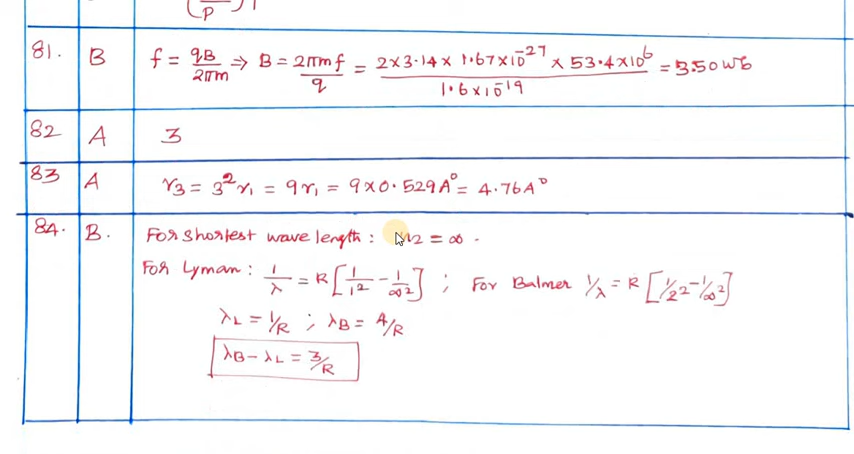 (‾/P) 1
81. B f = qB/2πm ⇒ B = 2πmf/q = 2×3.14×1.67×10⁻²⁷×53.4×10⁶/1.6×10⁻¹⁹ = 3.50 wb
82 A 3
83 A r₃ = 3²r₁ = 9r₁ = 9×0.529A° = 4.76A°
84. B. For shortest wave length : n2 = ∞ .
For Lyman : 1/λ = R[1/1² - 1/∞²] ; For Balmer 1/λ = R [1/2² - 1/∞²]
λL = 1/R ; λB = 4/R
λB - λL = 3/R